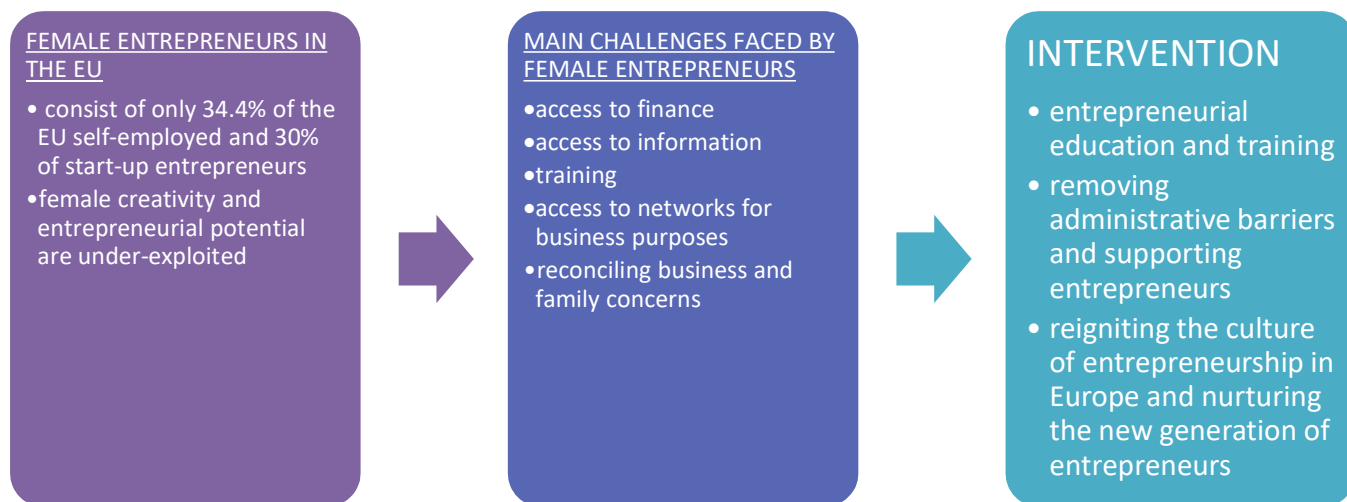 FEMALE ENTREPRENEURS IN
THE EU
• consist of only 34.4% of the
EU self-employed and 30%
of start-up entrepreneurs
•female creativity and
entrepreneurial potential
are under-exploited
MAIN CHALLENGES FACED BY
FEMALE ENTREPRENEURS
•access to finance
•access to information
•training
•access to networks for
business purposes
•reconciling business and
family concerns
INTERVENTION
• entrepreneurial
education and training
• removing
administrative barriers
and supporting
entrepreneurs
• reigniting the culture
of entrepreneurship in
Europe and nurturing
the new generation of
entrepreneurs